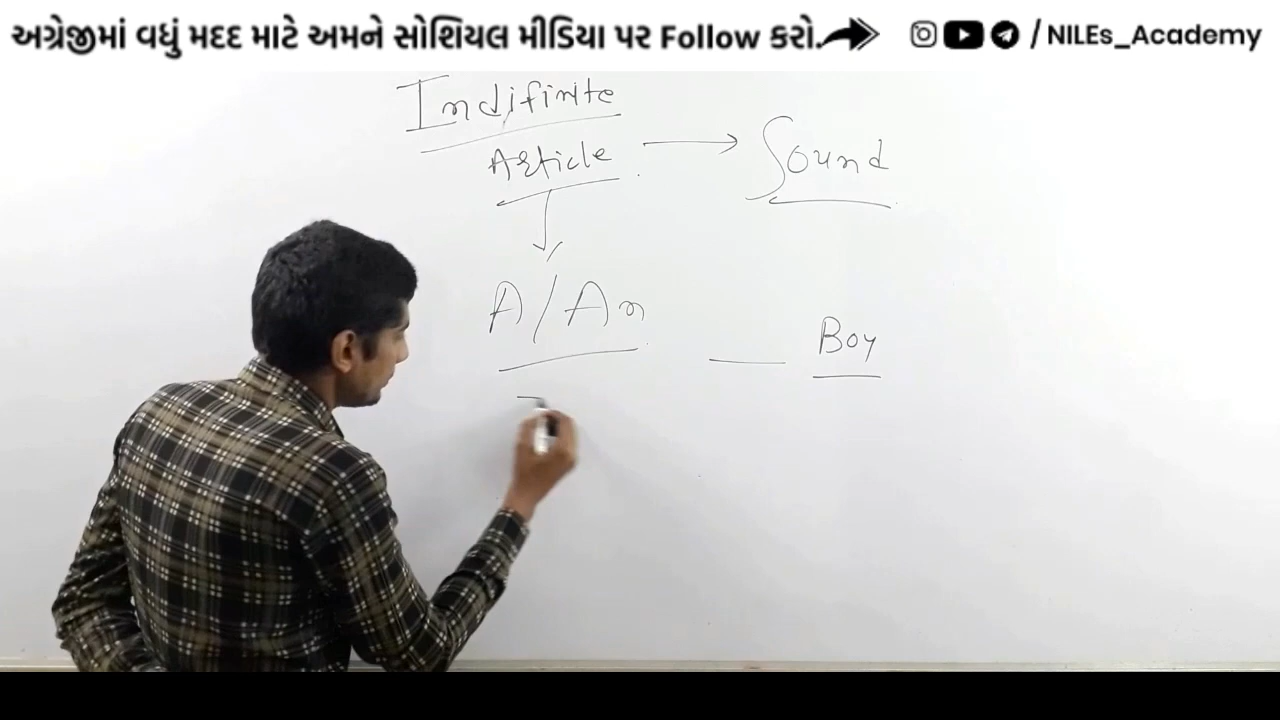 અંગ્રેજીમાં વધું મદદ માટે અમને સોશિયલ મીડિયા પર Follow કરો. / NILEs_Academy
Indifinite
Article Sound
A/An
Boy